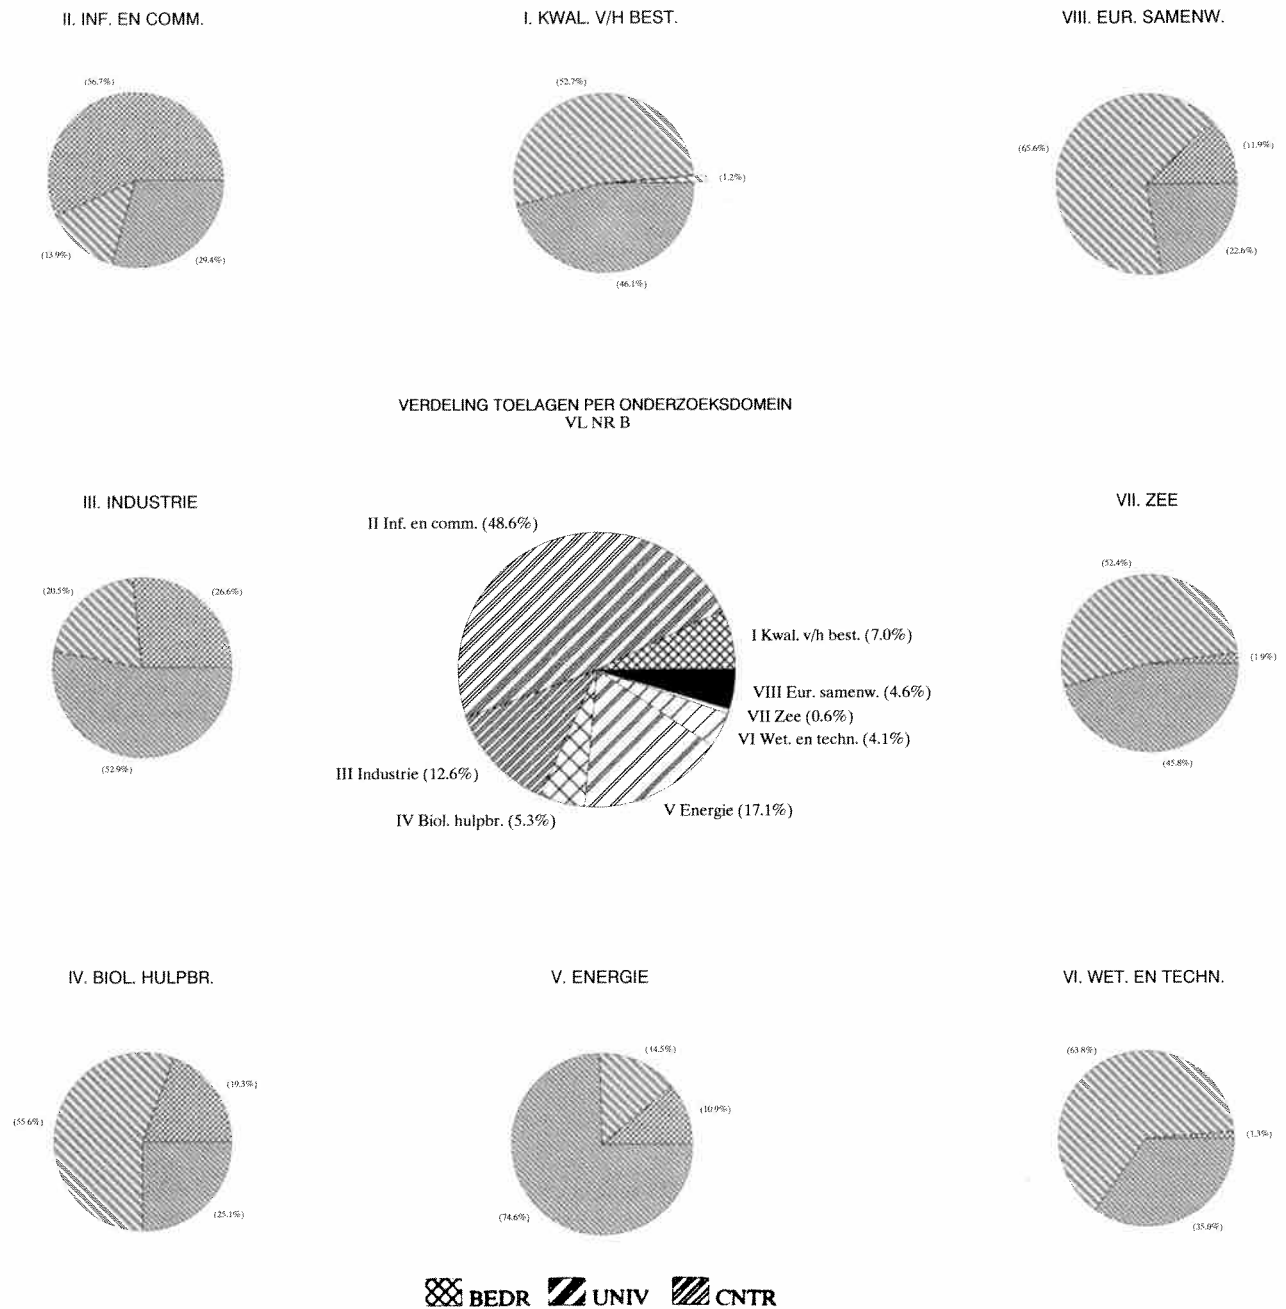 II. INF. EN COMM.
I. KWAL. V/H BEST.
VIII. EUR. SAMENW.
(56.7%)
(13.9%)
(29.4%)
(52.7%)
(1.2%)
(46.1%)
(65.6%)
(11.9%)
(22.6%)
VERDELING TOELAGEN PER ONDERZOEKSDOMEIN
VL NR B
III. INDUSTRIE
(20.5%)
(26.6%)
(52.9%)
II Inf. en comm. (48.6%)
I Kwal. v/h best. (7.0%)
VIII Eur. samenw. (4.6%)
VII Zee (0.6%)
VI Wet. en techn. (4.1%)
III Industrie (12.6%)
V Energie (17.1%)
IV Biol. hulpbr. (5.3%)
VII. ZEE
(52.4%)
(1.9%)
(45.8%)
IV. BIOL. HULPBR.
V. ENERGIE
VI. WET. EN TECHN.
(19.3%)
(55.6%)
(25.1%)
(14.5%)
(10.9%)
(74.6%)
(63.8%)
(1.3%)
(35.0%)
BEDR UNIV CNTR